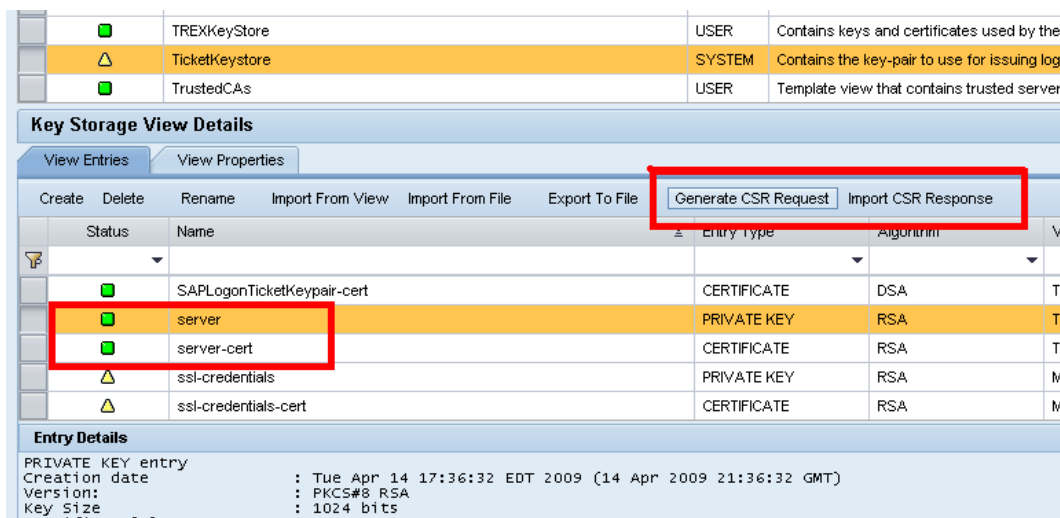 TREXKeyStore USER Contains keys and certificates used by the
TicketKeystore SYSTEM Contains the key-pair to use for issuing log
TrustedCAs USER Template view that contains trusted server
Key Storage View Details
View Entries View Properties
Create Delete Rename Import From View Import From File Export To File Generate CSR Request Import CSR Response
Status Name Entry Type Algorithm
SAPLogonTicketKeypair-cert CERTIFICATE DSA T
server PRIVATE KEY RSA T
server-cert CERTIFICATE RSA T
ssl-credentials PRIVATE KEY RSA
ssl-credentials-cert CERTIFICATE RSA
Entry Details
PRIVATE KEY entry
Creation date : Tue Apr 14 17:36:32 EDT 2009 (14 Apr 2009 21:36:32 GMT)
Version: : PKCS#8 RSA
Key Size : 1024 bits